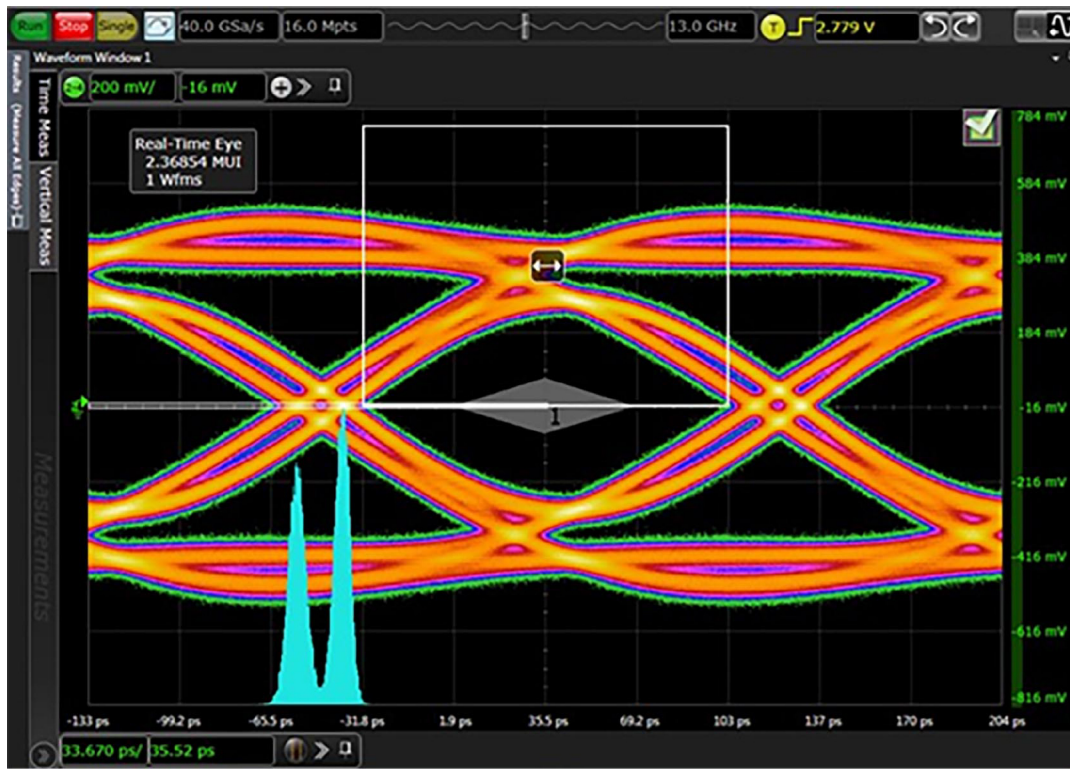 Run Stop Single 40.0 GSa/s 16.0 Mpts 13.0 GHz T 2.779 V
Waveform Window 1
Results (Measure All Edges)
Time Meas
Vertical Meas
Measurements
200 mV/ -16 mV
Real-Time Eye
2.36854 MUI
1 Wfms
784 mV
584 mV
384 mV
184 mV
-16 mV
-216 mV
-416 mV
-616 mV
-816 mV
1
-133 ps -99.2 ps -65.5 ps -31.8 ps 1.9 ps 35.5 ps 69.2 ps 103 ps 137 ps 170 ps 204 ps
33.670 ps/ 35.52 ps